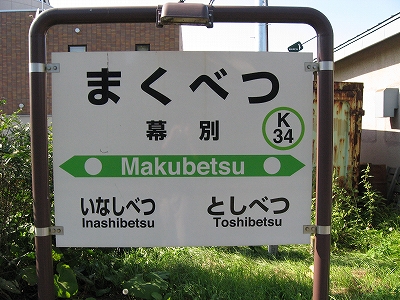 まくべつ
幕別
K
34
Makubetsu
いなしべつ としべつ
Inashibetsu Toshibetsu